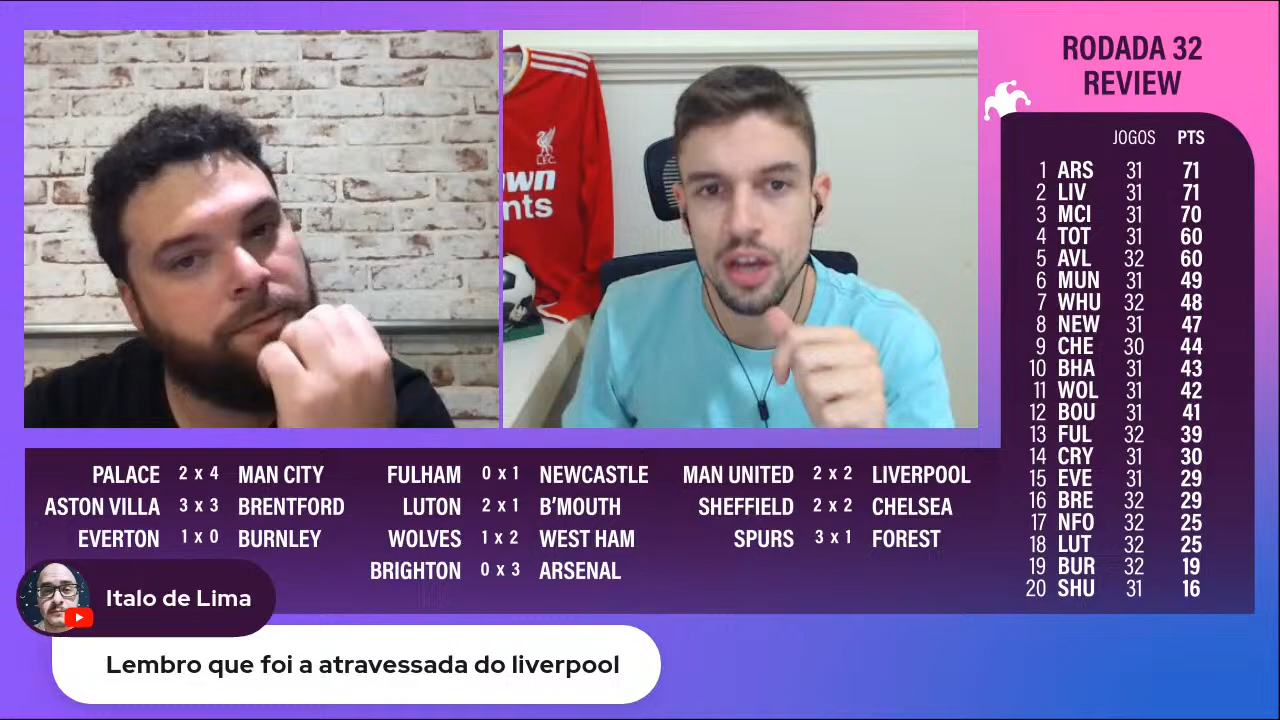 RODADA 32
REVIEW
JOGOS PTS
1 ARS 31 71
2 LIV 31 71
3 MCI 31 70
4 TOT 31 60
5 AVL 32 60
6 MUN 31 49
7 WHU 32 48
8 NEW 31 47
9 CHE 30 44
10 BHA 31 43
11 WOL 31 42
12 BOU 31 41
13 FUL 32 39
14 CRY 31 30
15 EVE 31 29
16 BRE 32 29
17 NFO 32 25
18 LUT 32 25
19 BUR 32 19
20 SHU 31 16
L.F.C.
wn
nts
PALACE 2 x 4 MAN CITY
ASTON VILLA 3 x 3 BRENTFORD
EVERTON 1 x 0 BURNLEY
FULHAM 0 x 1 NEWCASTLE
LUTON 2 x 1 B'MOUTH
WOLVES 1 x 2 WEST HAM
BRIGHTON 0 x 3 ARSENAL
MAN UNITED 2 x 2 LIVERPOOL
SHEFFIELD 2 x 2 CHELSEA
SPURS 3 x 1 FOREST
Italo de Lima
Lembro que foi a atravessada do liverpool